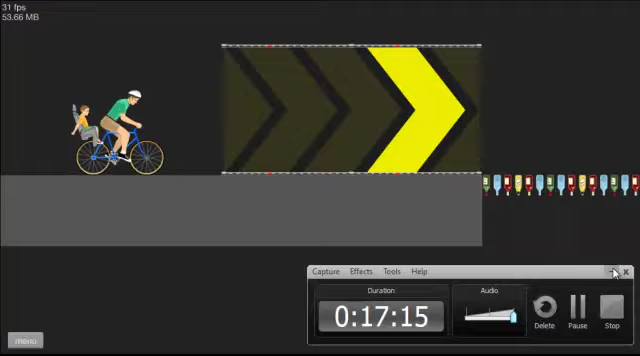 31 fps
53.66 MB
Capture Effects Tools Help
Duration
Audio
0:17:15
Delete Pause Stop
menu